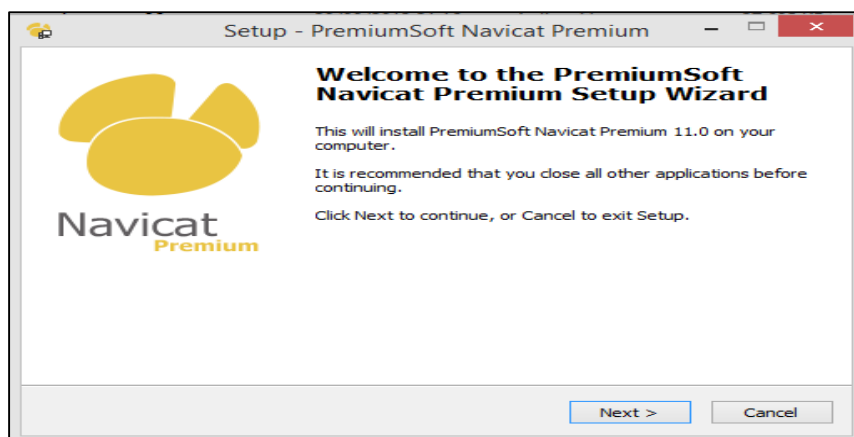 Setup - PremiumSoft Navicat Premium
Welcome to the PremiumSoft
Navicat Premium Setup Wizard
This will install PremiumSoft Navicat Premium 11.0 on your
computer.
It is recommended that you close all other applications before
continuing.
Click Next to continue, or Cancel to exit Setup.
Navicat
Premium
Next >
Cancel